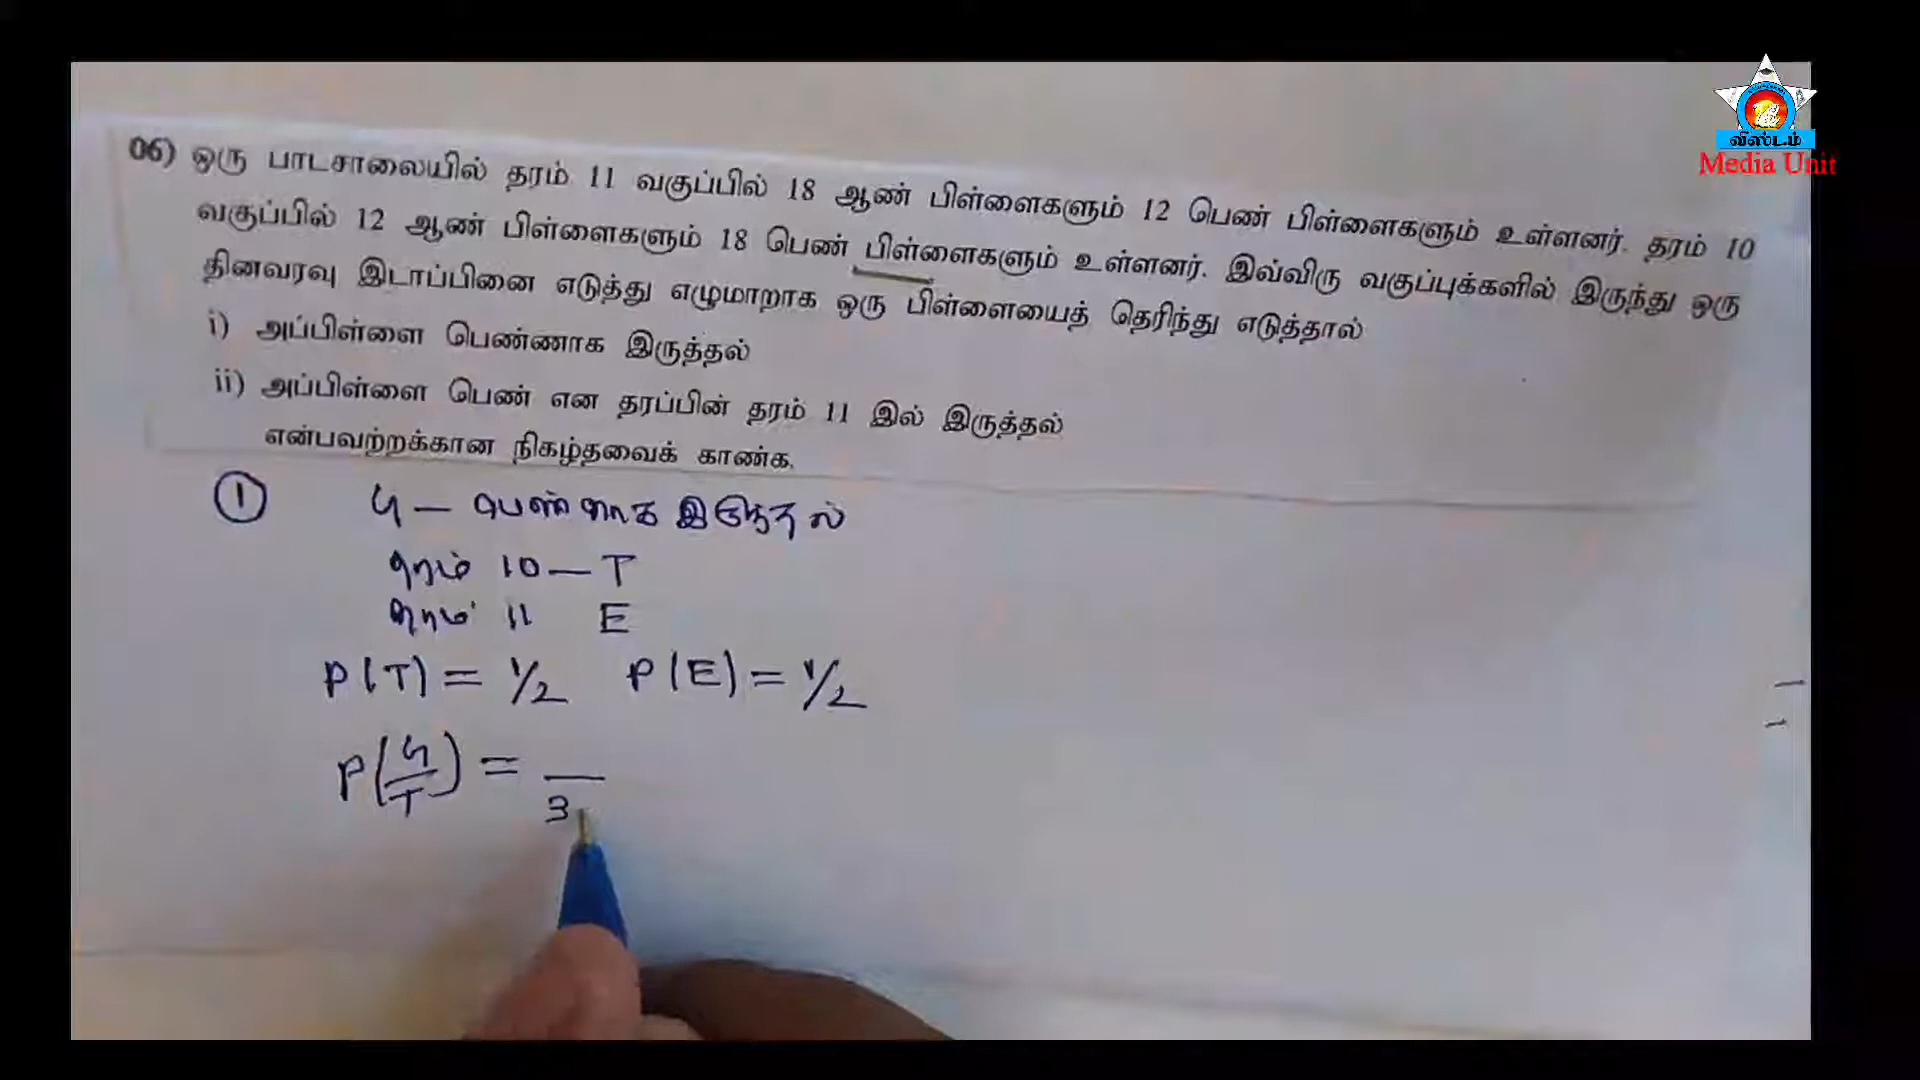 விஸ்டம்
Media Unit
06) ஒரு பாடசாலையில் தரம் 11 வகுப்பில் 18 ஆண் பிள்ளைகளும் 12 பெண் பிள்ளைகளும் உள்ளனர். தரம் 10
வகுப்பில் 12 ஆண் பிள்ளைகளும் 18 பெண் பிள்ளைகளும் உள்ளனர். இவ்விரு வகுப்புக்களில் இருந்து ஒரு
தினவரவு இடாப்பினை எடுத்து எழுமாறாக ஒரு பிள்ளையைத் தெரிந்து எடுத்தால்
i) அப்பிள்ளை பெண்ணாக இருத்தல்
ii) அப்பிள்ளை பெண் என தரப்பின் தரம் 11 இல் இருத்தல்
என்பவற்றக்கான நிகழ்தவைக் காண்க.
① G — பெண்ணாக இருத்தல்
தரம் 10 — T
தரம் 11 E
P(T) = 1/2 P(E) = 1/2
P(G/T) = —/3